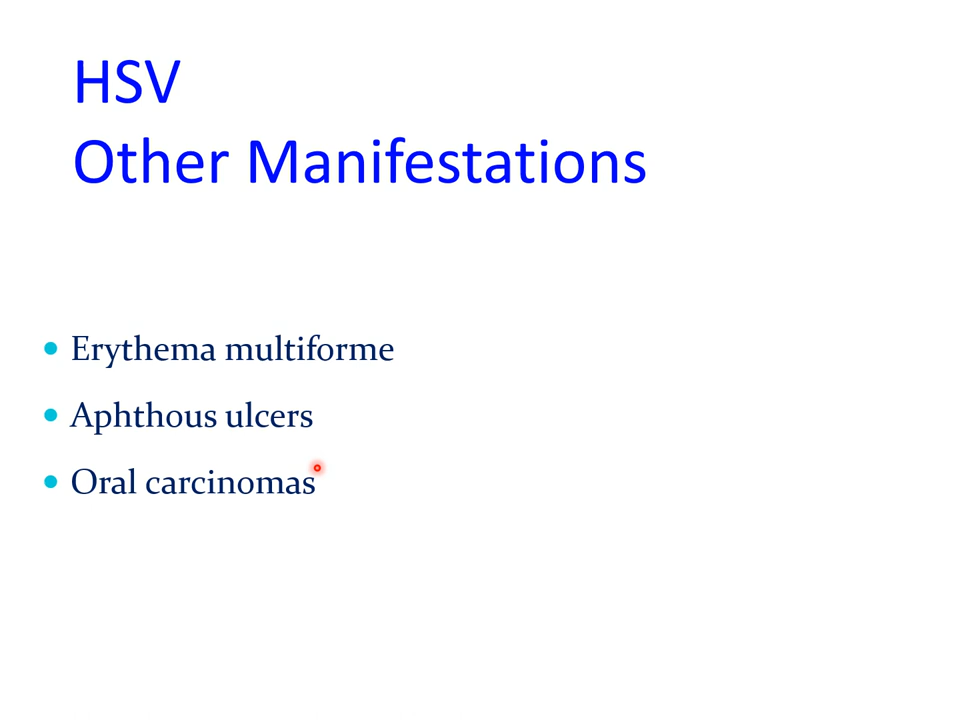 HSV
Other Manifestations
Erythema multiforme
Aphthous ulcers
Oral carcinomas